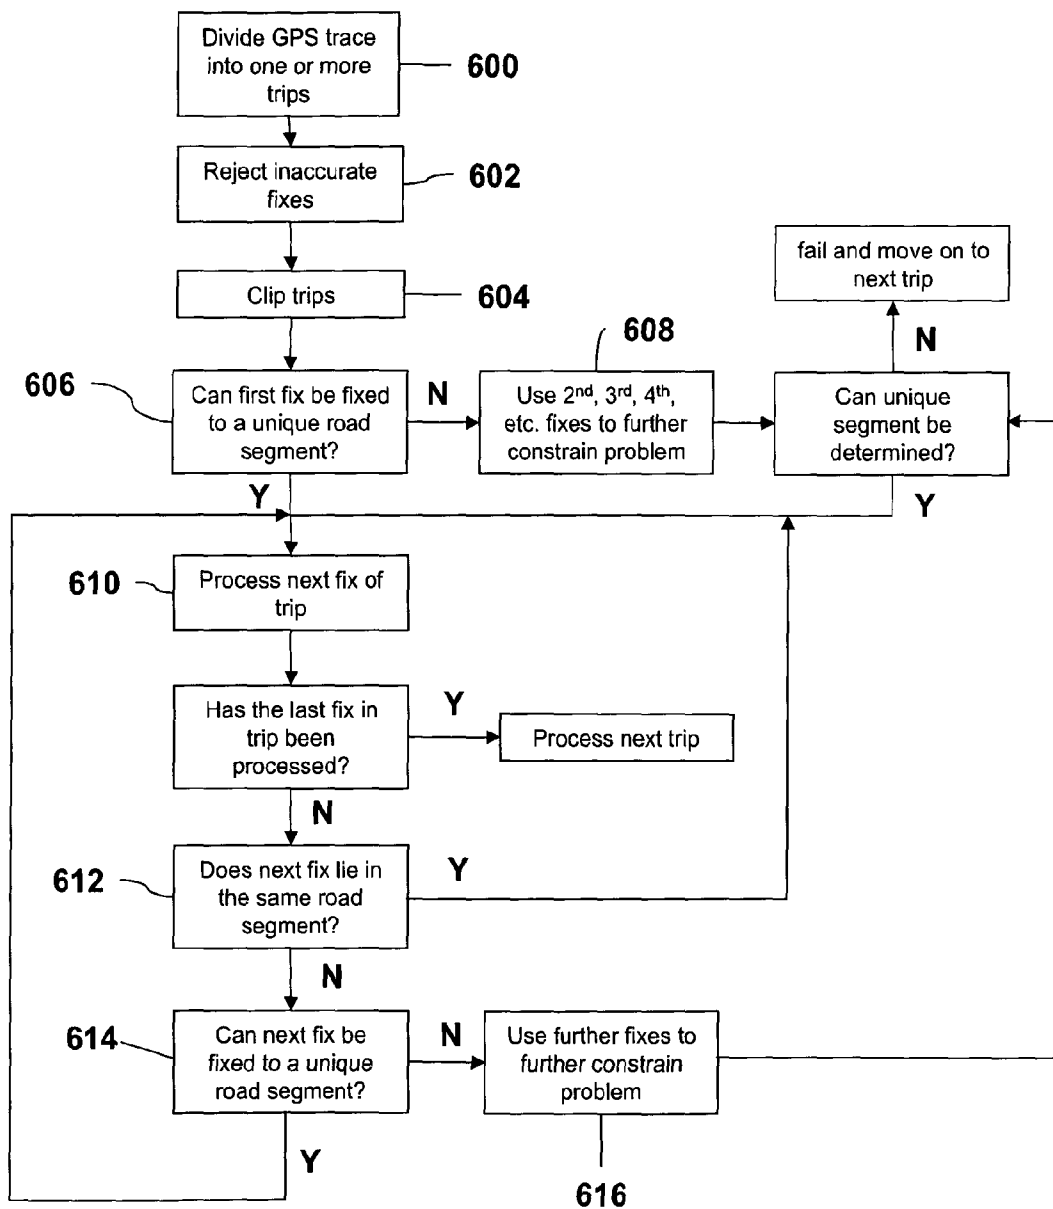 Divide GPS trace
into one or more
trips
600
Reject inaccurate
fixes
602
Clip trips
604
fail and move on to
next trip
N
608
606
Can first fix be fixed
to a unique road
segment?
N
Use 2nd, 3rd, 4th,
etc. fixes to further
constrain problem
Can unique
segment be
determined?
Y
Y
610
Process next fix of
trip
Has the last fix in
trip been
processed?
Y
Process next trip
N
612
Does next fix lie in
the same road
segment?
Y
N
614
Can next fix be
fixed to a unique
road segment?
N
Use further fixes to
further constrain
problem
Y
616